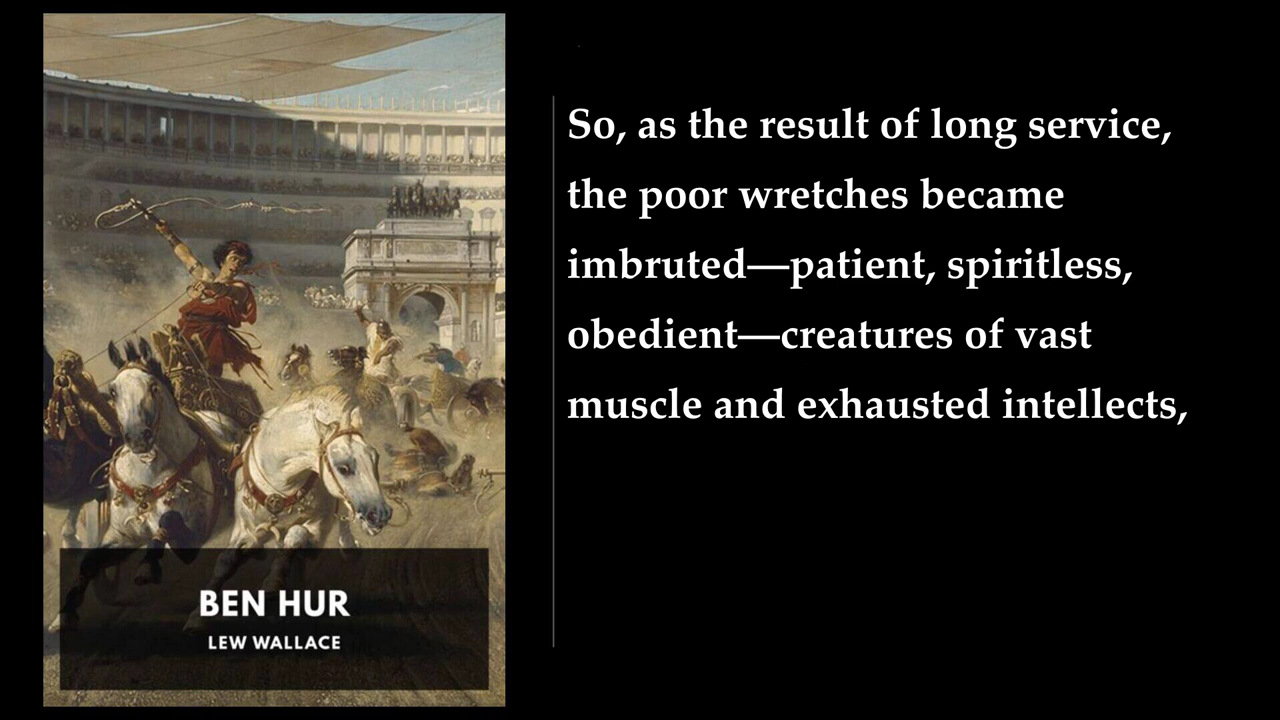 So, as the result of long service,
the poor wretches became
imbruted—patient, spiritless,
obedient—creatures of vast
muscle and exhausted intellects,
BEN HUR
LEW WALLACE